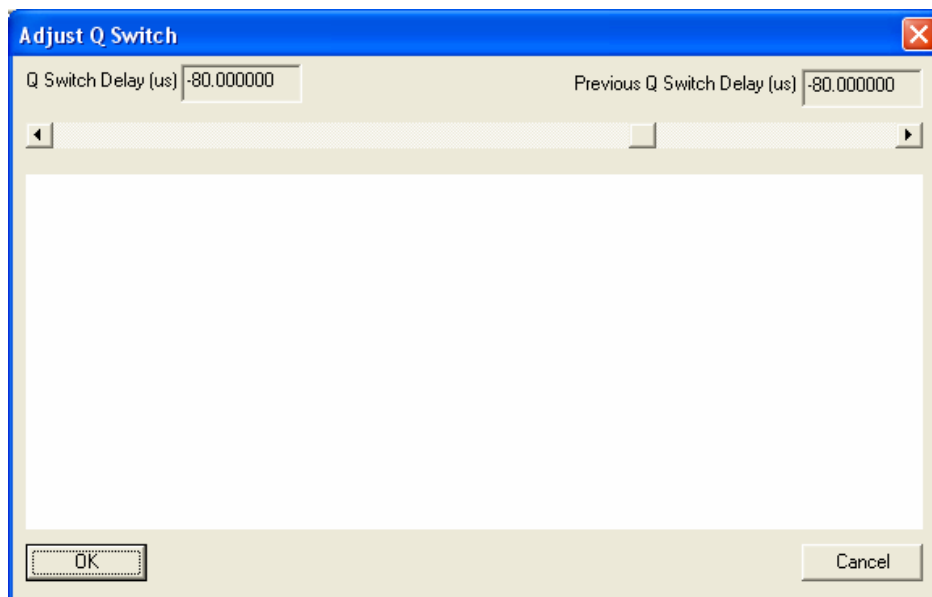 Adjust Q Switch
Q Switch Delay (us) -80.000000
Previous Q Switch Delay (us) -80.000000
OK
Cancel